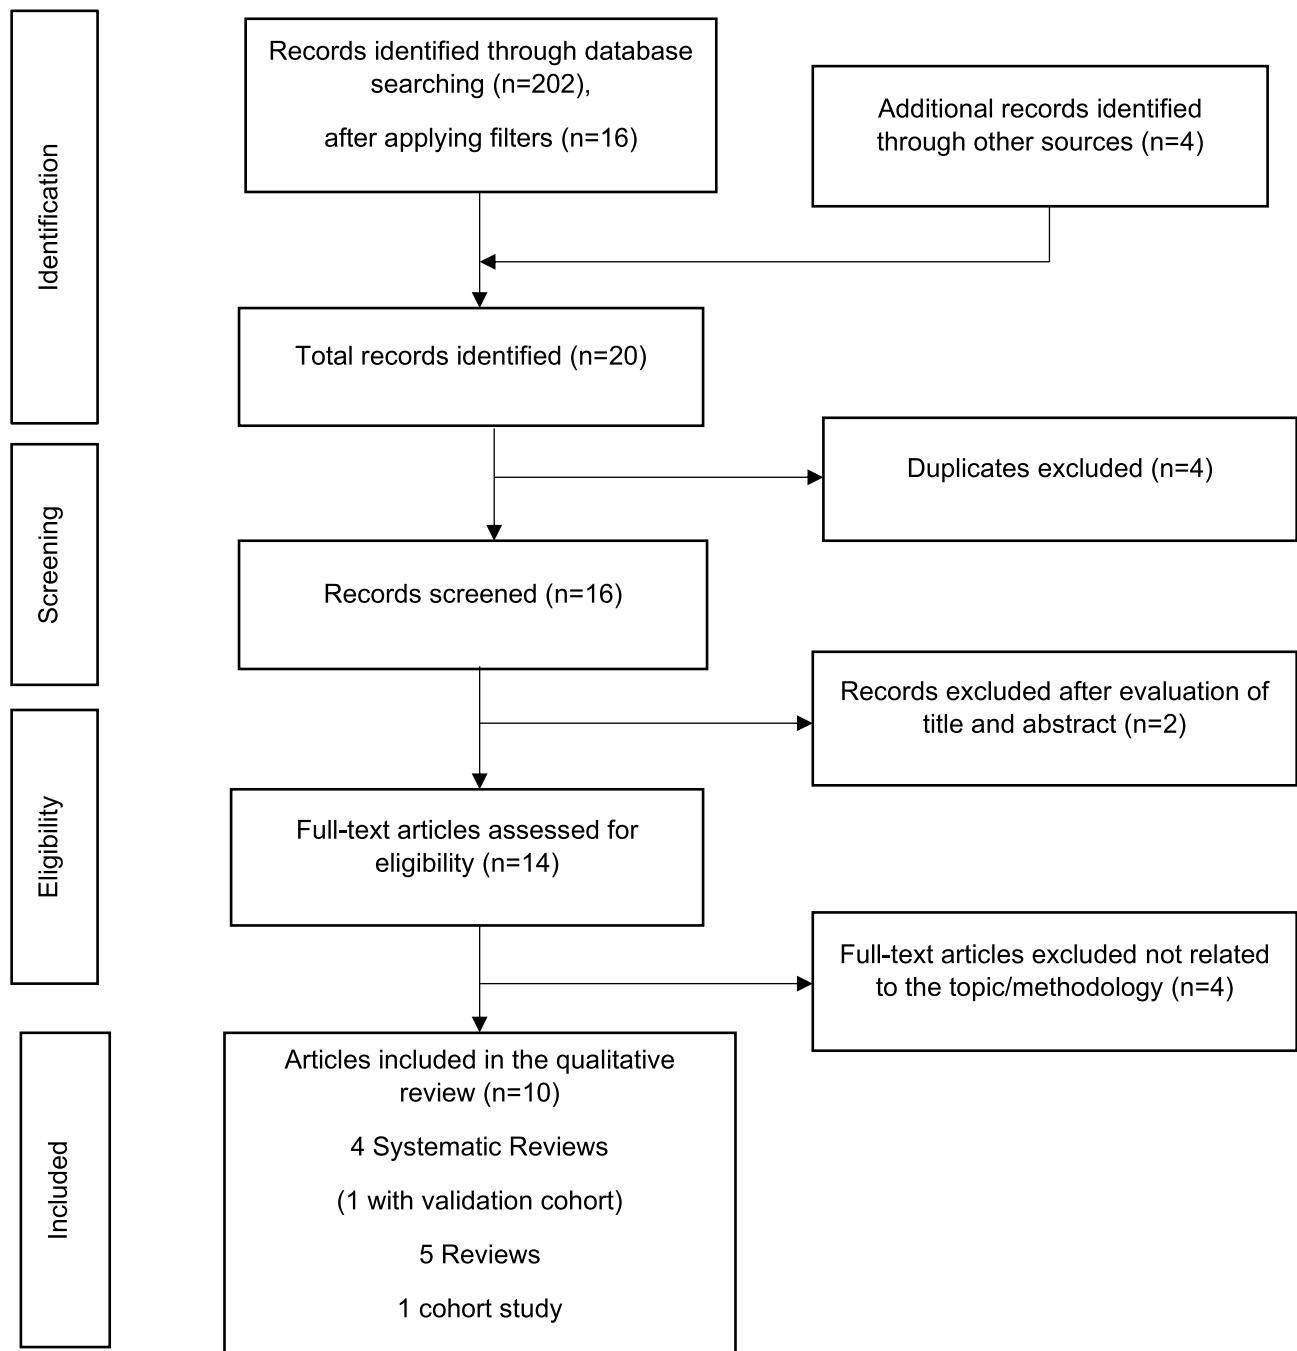 Identification
Records identified through database
searching (n=202),
after applying filters (n=16)
Additional records identified
through other sources (n=4)
Total records identified (n=20)
Screening
Duplicates excluded (n=4)
Records screened (n=16)
Records excluded after evaluation of
title and abstract (n=2)
Eligibility
Full-text articles assessed for
eligibility (n=14)
Full-text articles excluded not related
to the topic/methodology (n=4)
Included
Articles included in the qualitative
review (n=10)
4 Systematic Reviews
(1 with validation cohort)
5 Reviews
1 cohort study